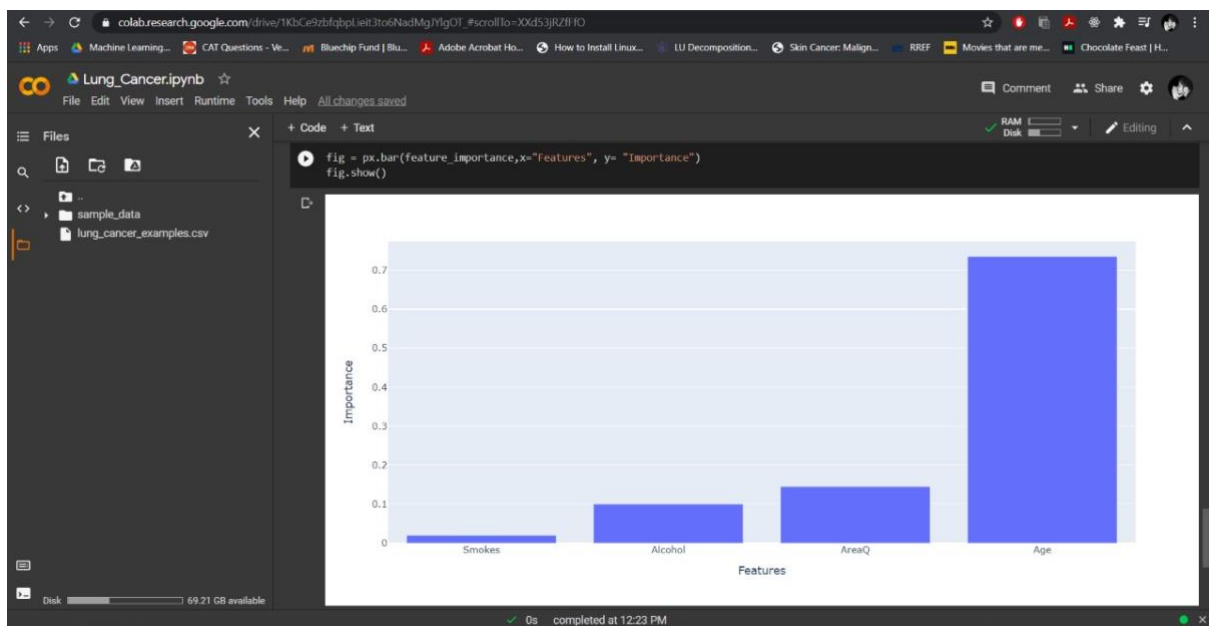 colab.research.google.com/drive/1KbCe9zbfqbpLieit3to6NadMgJYlgOT_#scrollTo=XXd53jRZfFfO
Apps Machine Learning... CAT Questions - Ve... Bluechip Fund | Blu... Adobe Acrobat Ho... How to Install Linux... LU Decomposition... Skin Cancer: Malign... RREF Movies that are me... Chocolate Feast | H...
CO Lung_Cancer.ipynb
Comment Share
File Edit View Insert Runtime Tools Help All changes saved
Files
+ Code + Text
RAM
Disk
Editing
fig = px.bar(feature_importance,x="Features", y= "Importance")
fig.show()
..
sample_data
lung_cancer_examples.csv
0.7
0.6
0.5
0.4
0.3
0.2
0.1
0
Importance
Smokes Alcohol AreaQ Age
Features
Disk 69.21 GB available
0s completed at 12:23 PM